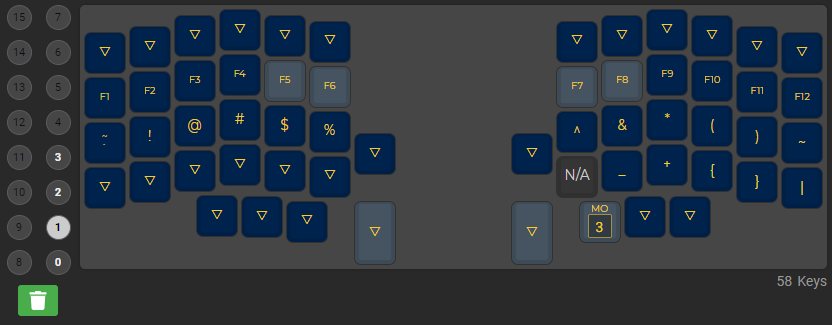 15 7
14 6
13 5
12 4
11 3
10 2
9 1
8 0
▽ ▽ ▽ ▽ ▽ ▽ ▽ ▽ ▽ ▽ ▽ ▽
F1 F2 F3 F4 F5 F6 F7 F8 F9 F10 F11 F12
~ ! @ # $ % ^ & * ( ) ~
▽ ▽
▽ ▽ ▽ ▽ ▽ ▽ N/A _ + { } |
▽ ▽ ▽ ▽ ▽ MO ▽ ▽
3
58 Keys